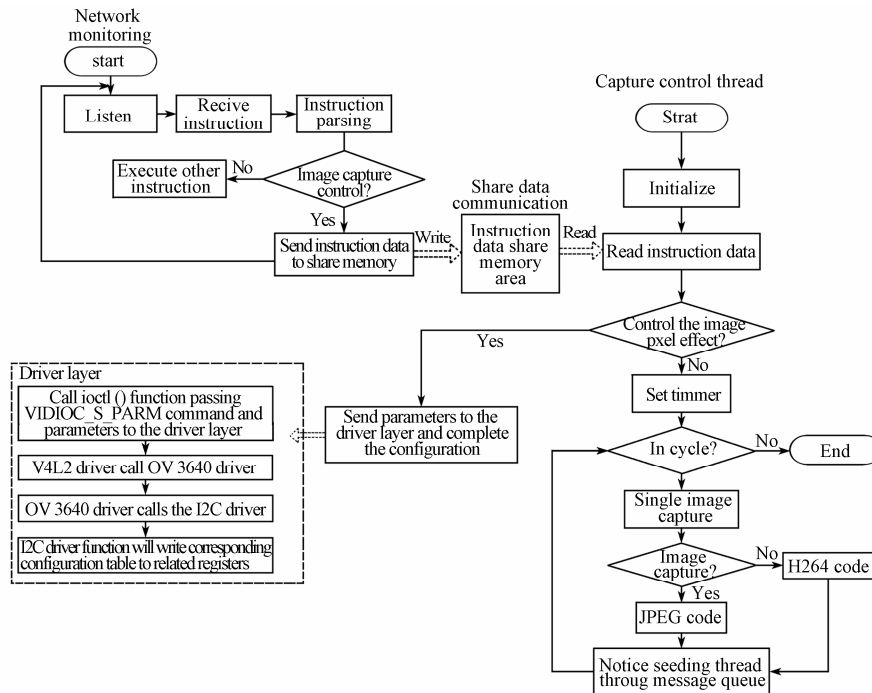 Network
monitoring
start
Listen
Recive
instruction
Instruction
parsing
Execute other
instruction
No
Image capture
control?
Yes
Send instruction data
to share memory
Write
Share data
communication
Instruction
data share
memory
area
Read
Capture control thread
Strat
Initialize
Read instruction data
Control the image
pxel effect?
Yes
No
Set timmer
Send parameters to the
driver layer and complete
the configuration
Driver layer
Call ioctl () function passing
VIDIOC_S_PARM command and
parameters to the driver layer
V4L2 driver call OV 3640 driver
OV 3640 driver calls the I2C driver
I2C driver function will write corresponding
configuration table to related registers
In cycle?
No
End
Single image
capture
Image
capture?
No
H264 code
Yes
JPEG code
Notice seeding thread
throug message queue